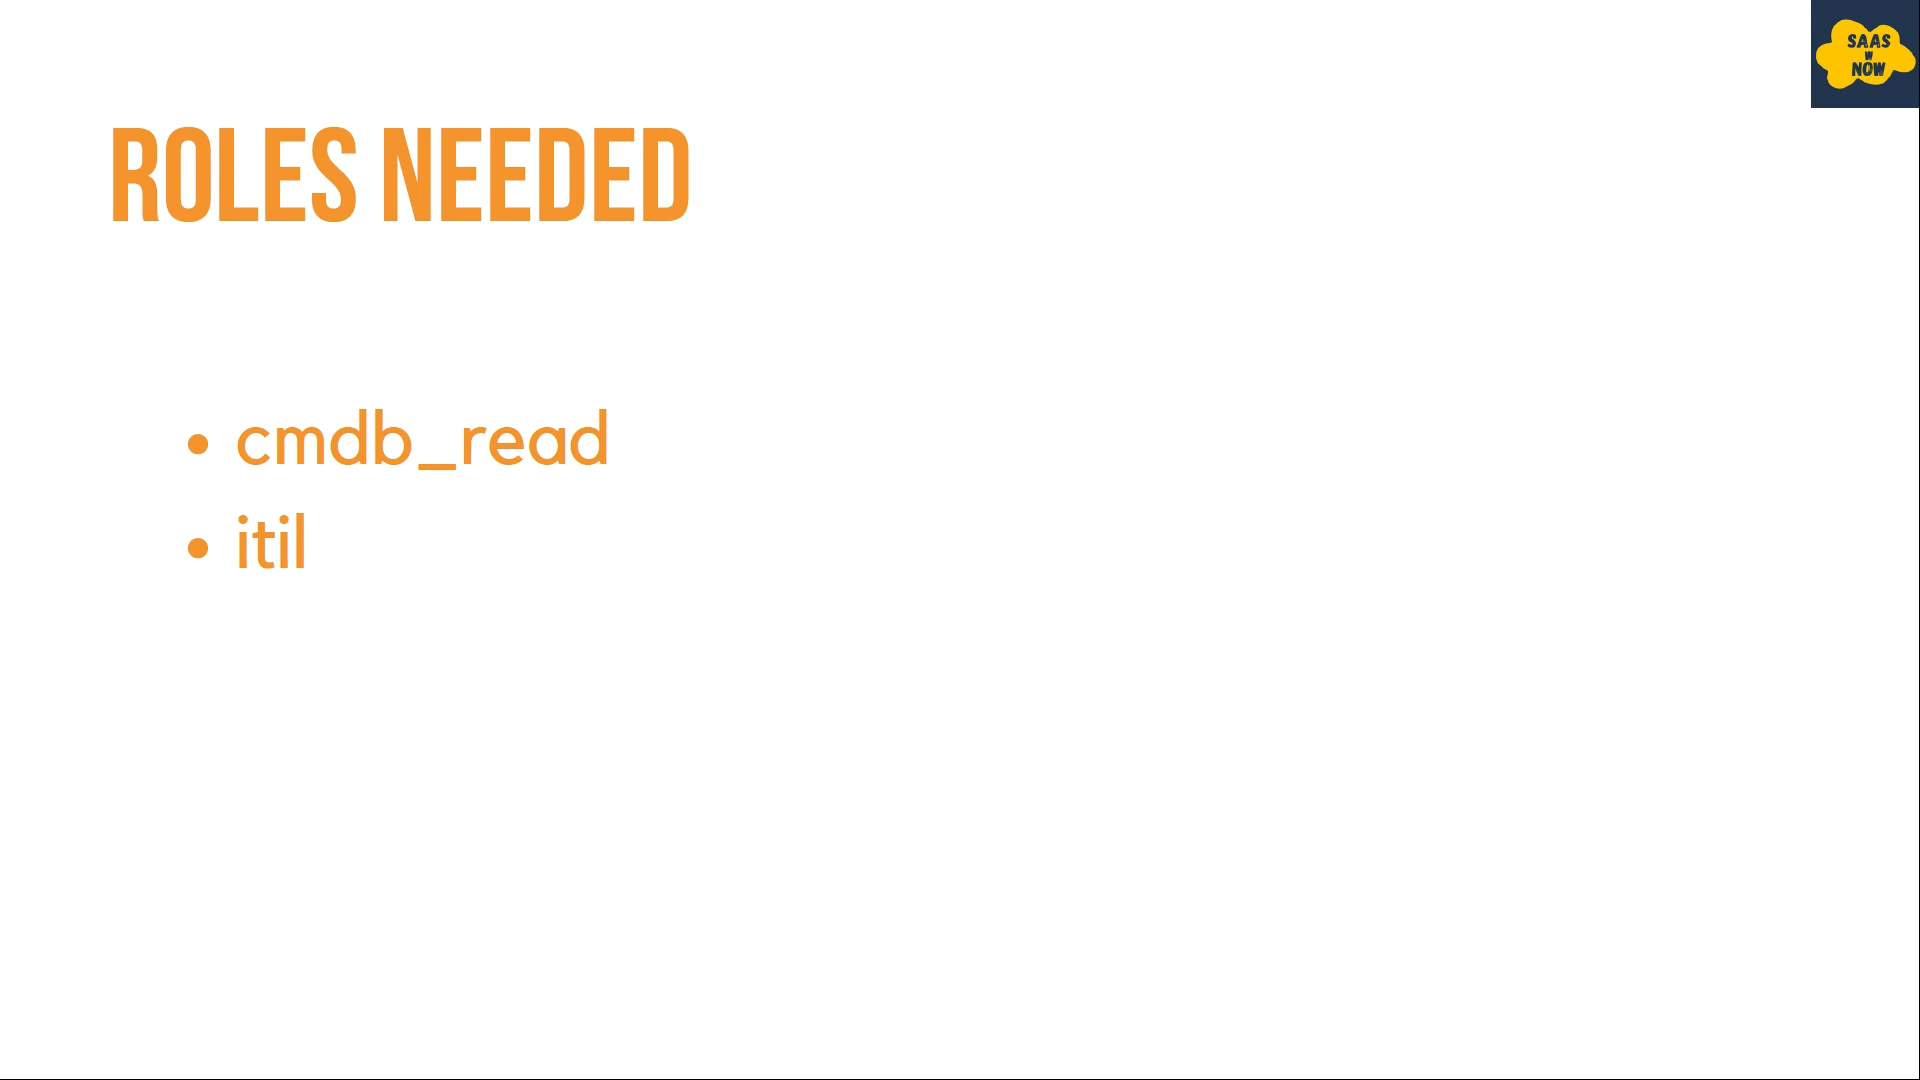 SAAS
W
NOW
ROLES NEEDED
• cmdb_read
• itil